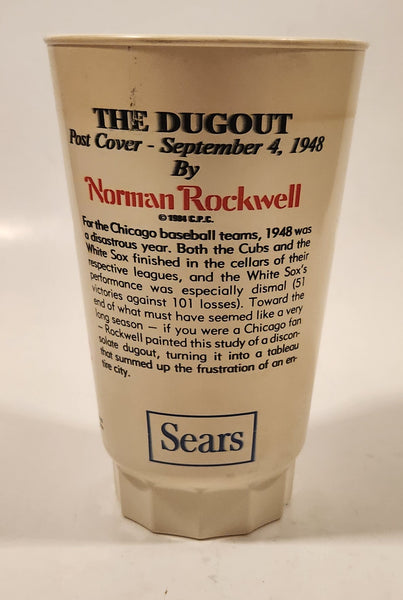 THE DUGOUT
Post Cover - September 4, 1948
By
Norman Rockwell
© 1984 C.P.C.
For the Chicago baseball teams, 1948 was
a disastrous year. Both the Cubs and the
White Sox finished in the cellars of their
respective leagues, and the White Sox's
performance was especially dismal (51
victories against 101 losses). Toward the
end of what must have seemed like a very
long season — if you were a Chicago fan
– Rockwell painted this study of a discon-
solate dugout, turning it into a tableau
that summed up the frustration of an en-
tire city.
Sears